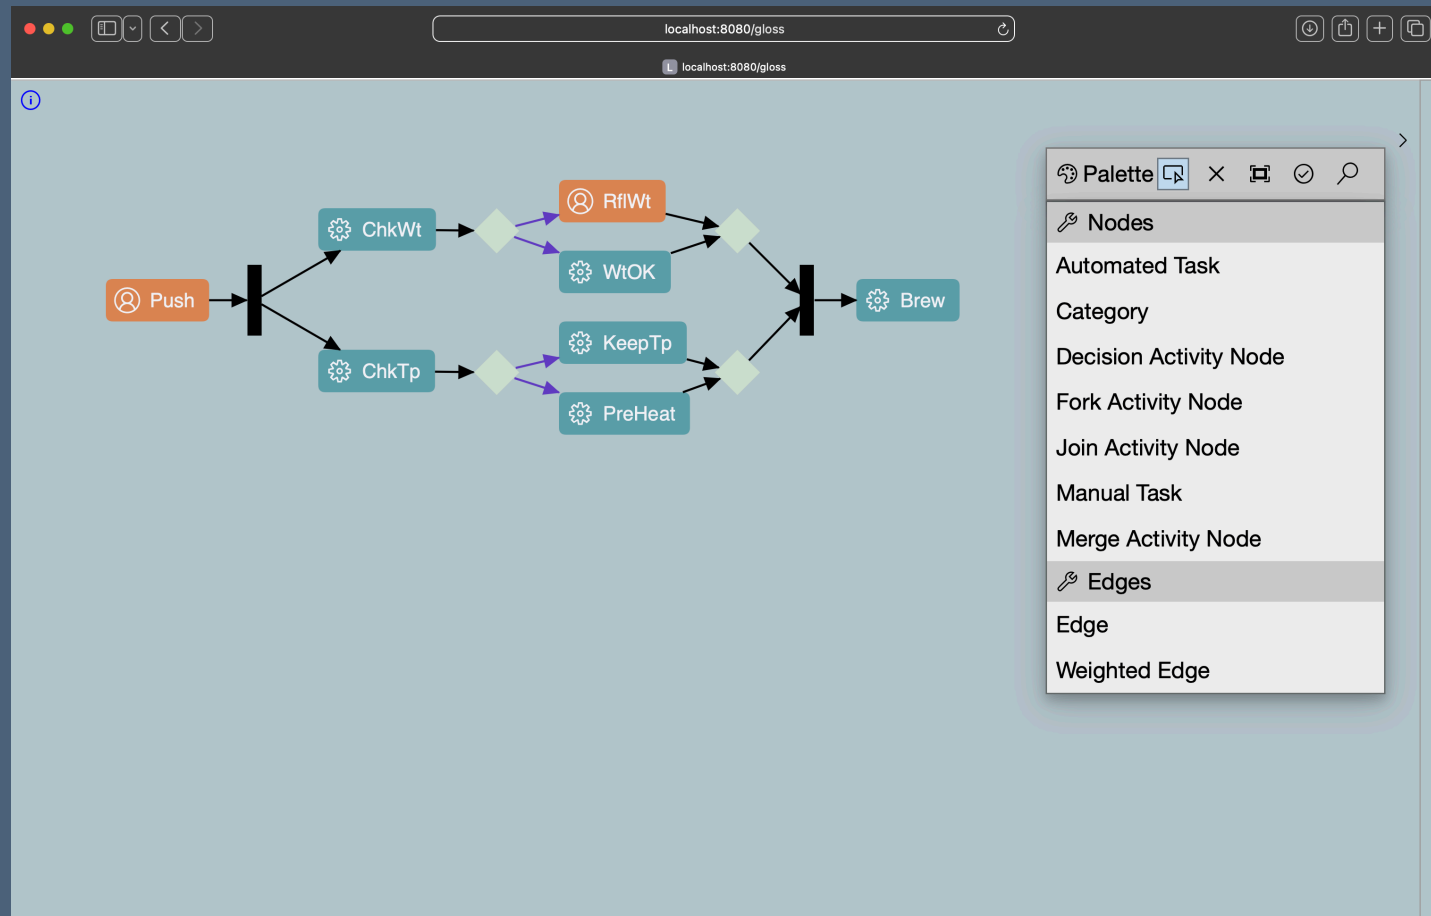 localhost:8080/gloss
L localhost:8080/gloss
Push
ChkWt
ChkTp
RflWt
WtOK
KeepTp
PreHeat
Brew
Palette
Nodes
Automated Task
Category
Decision Activity Node
Fork Activity Node
Join Activity Node
Manual Task
Merge Activity Node
Edges
Edge
Weighted Edge